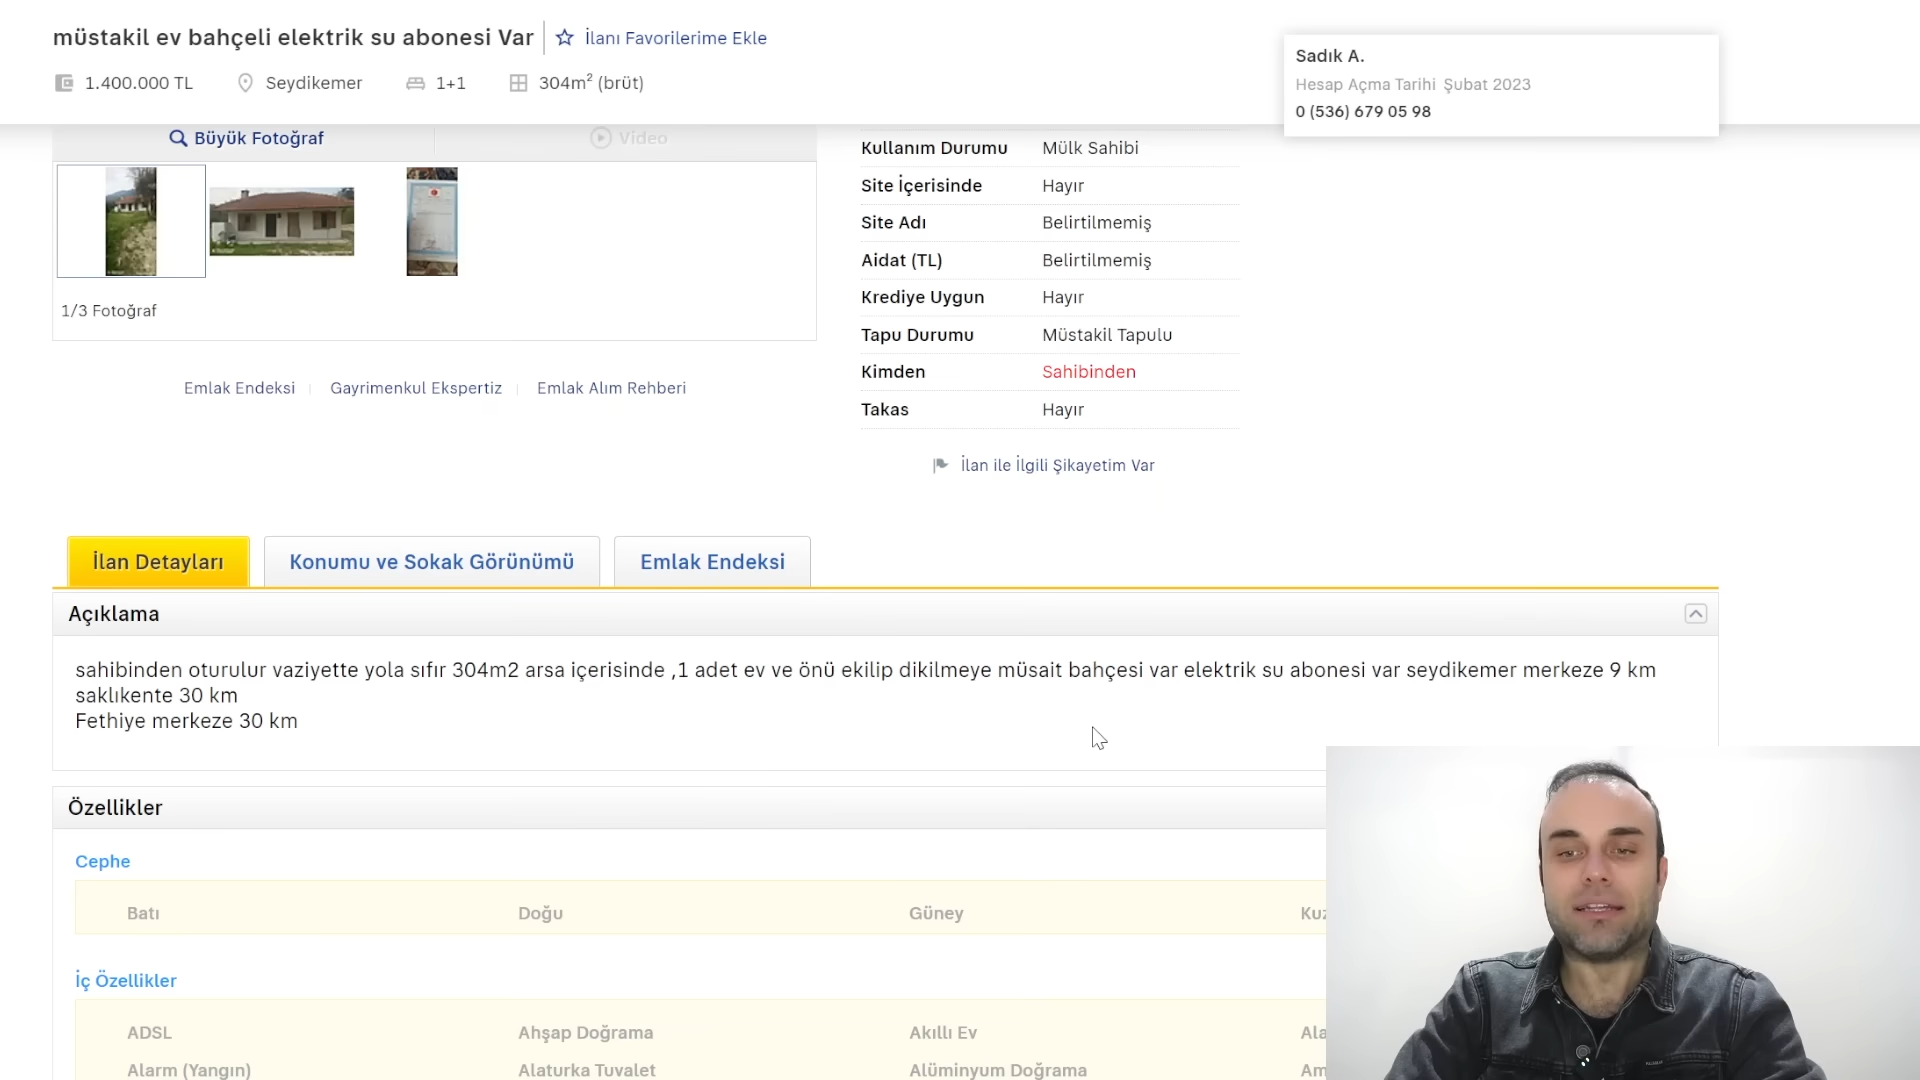 müstakil ev bahçeli elektrik su abonesi Var
İlanı Favorilerime Ekle
1.400.000 TL
Seydikemer
1+1
304m² (brüt)
Sadık A.
Hesap Açma Tarihi Şubat 2023
0 (536) 679 05 98
Büyük Fotoğraf
Video
1/3 Fotoğraf
Emlak Endeksi
Gayrimenkul Ekspertiz
Emlak Alım Rehberi
Kullanım Durumu Mülk Sahibi
Site İçerisinde Hayır
Site Adı Belirtilmemiş
Aidat (TL) Belirtilmemiş
Krediye Uygun Hayır
Tapu Durumu Müstakil Tapulu
Kimden Sahibinden
Takas Hayır
İlan ile İlgili Şikayetim Var
İlan Detayları
Konumu ve Sokak Görünümü
Emlak Endeksi
Açıklama
sahibinden oturulur vaziyette yola sıfır 304m2 arsa içerisinde ,1 adet ev ve önü ekilip dikilmeye müsait bahçesi var elektrik su abonesi var seydikemer merkeze 9 km
saklıkente 30 km
Fethiye merkeze 30 km
Özellikler
Cephe
Batı Doğu Güney Kuz
İç Özellikler
ADSL Ahşap Doğrama Akıllı Ev Ala
Alarm (Yangın) Alaturka Tuvalet Alüminyum Doğrama Am